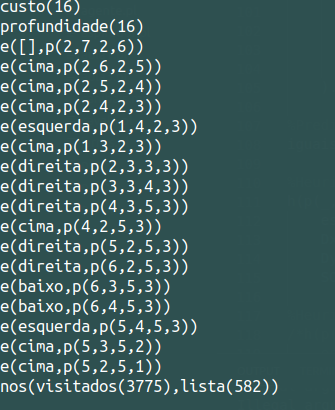 custo(16)
profundidade(16)
e([],p(2,7,2,6))
e(cima,p(2,6,2,5))
e(cima,p(2,5,2,4))
e(cima,p(2,4,2,3))
e(esquerda,p(1,4,2,3))
e(cima,p(1,3,2,3))
e(direita,p(2,3,3,3))
e(direita,p(3,3,4,3))
e(direita,p(4,3,5,3))
e(cima,p(4,2,5,3))
e(direita,p(5,2,5,3))
e(direita,p(6,2,5,3))
e(baixo,p(6,3,5,3))
e(baixo,p(6,4,5,3))
e(esquerda,p(5,4,5,3))
e(cima,p(5,3,5,2))
e(cima,p(5,2,5,1))
nos(visitados(3775),lista(582))